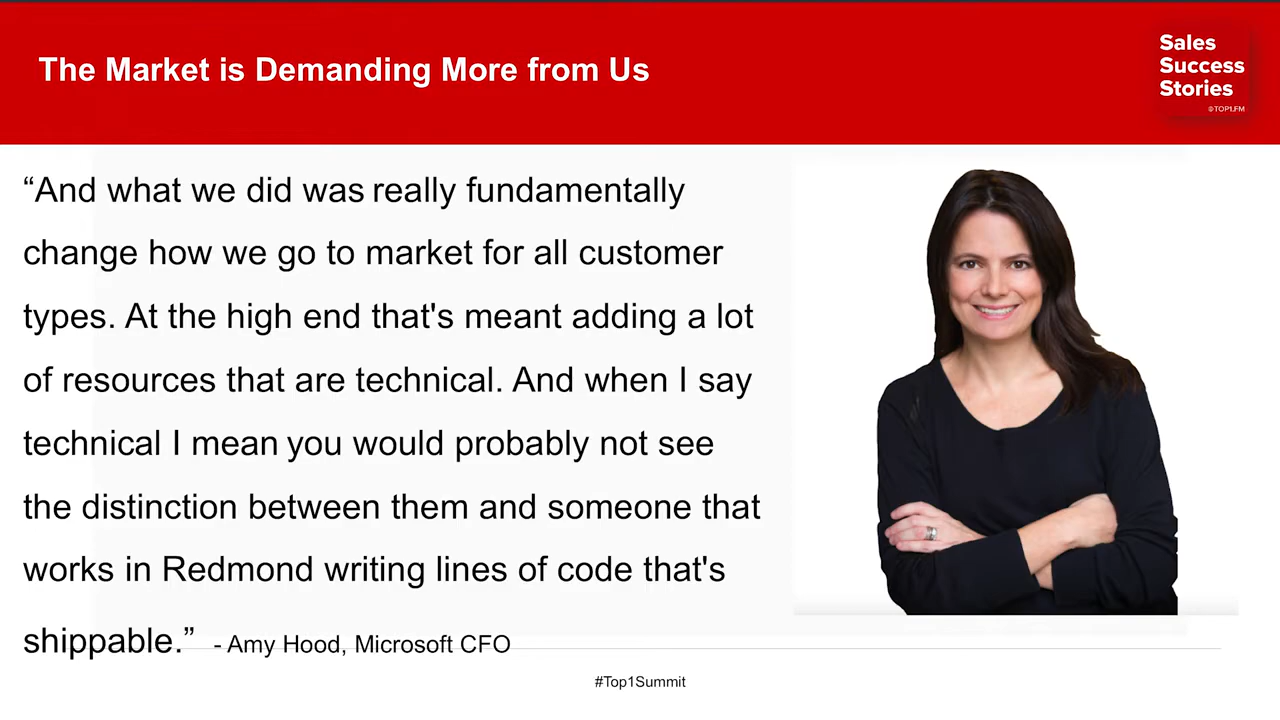 The Market is Demanding More from Us
Sales
Success
Stories
©TOP1.FM
“And what we did was really fundamentally
change how we go to market for all customer
types. At the high end that's meant adding a lot
of resources that are technical. And when I say
technical I mean you would probably not see
the distinction between them and someone that
works in Redmond writing lines of code that's
shippable.” - Amy Hood, Microsoft CFO
#Top1Summit